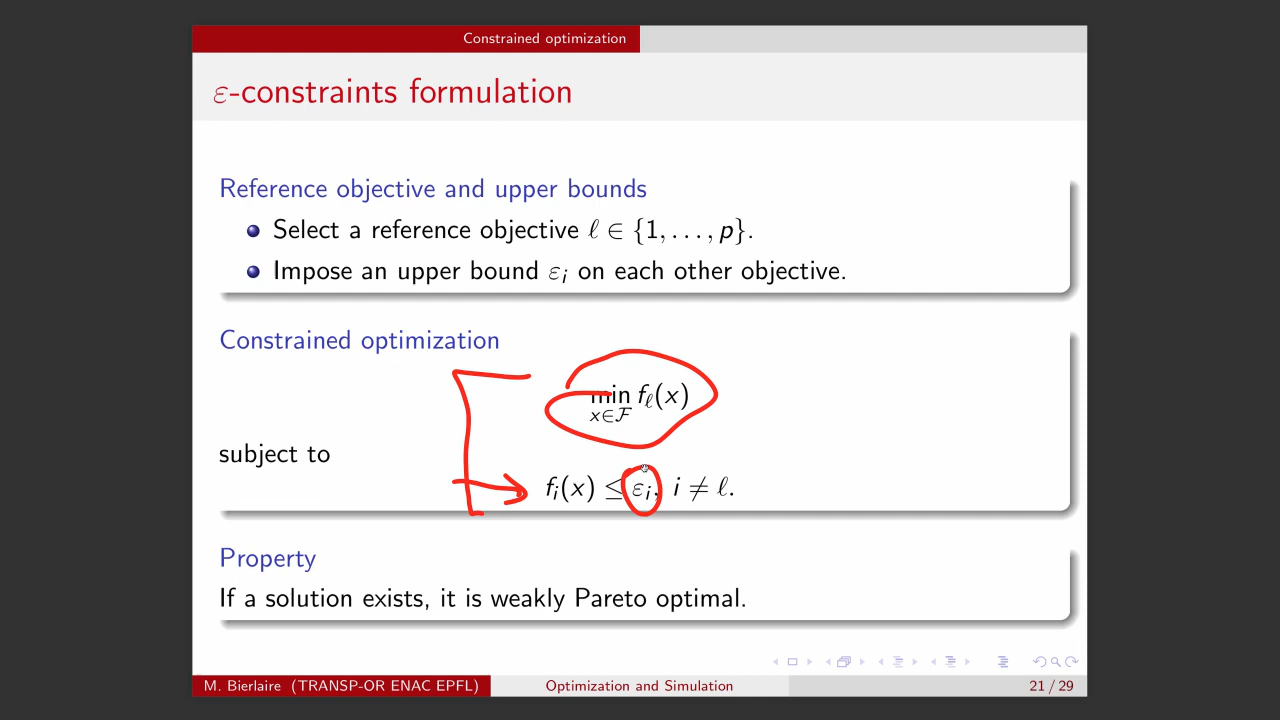 Constrained optimization
ε-constraints formulation
Reference objective and upper bounds
Select a reference objective ℓ ∈ {1, . . . , p}.
Impose an upper bound εᵢ on each other objective.
Constrained optimization
min f_ℓ(x)
x∈F
subject to
fᵢ(x) ≤ εᵢ, i ≠ ℓ.
Property
If a solution exists, it is weakly Pareto optimal.
M. Bierlaire (TRANSP-OR ENAC EPFL) Optimization and Simulation 21 / 29